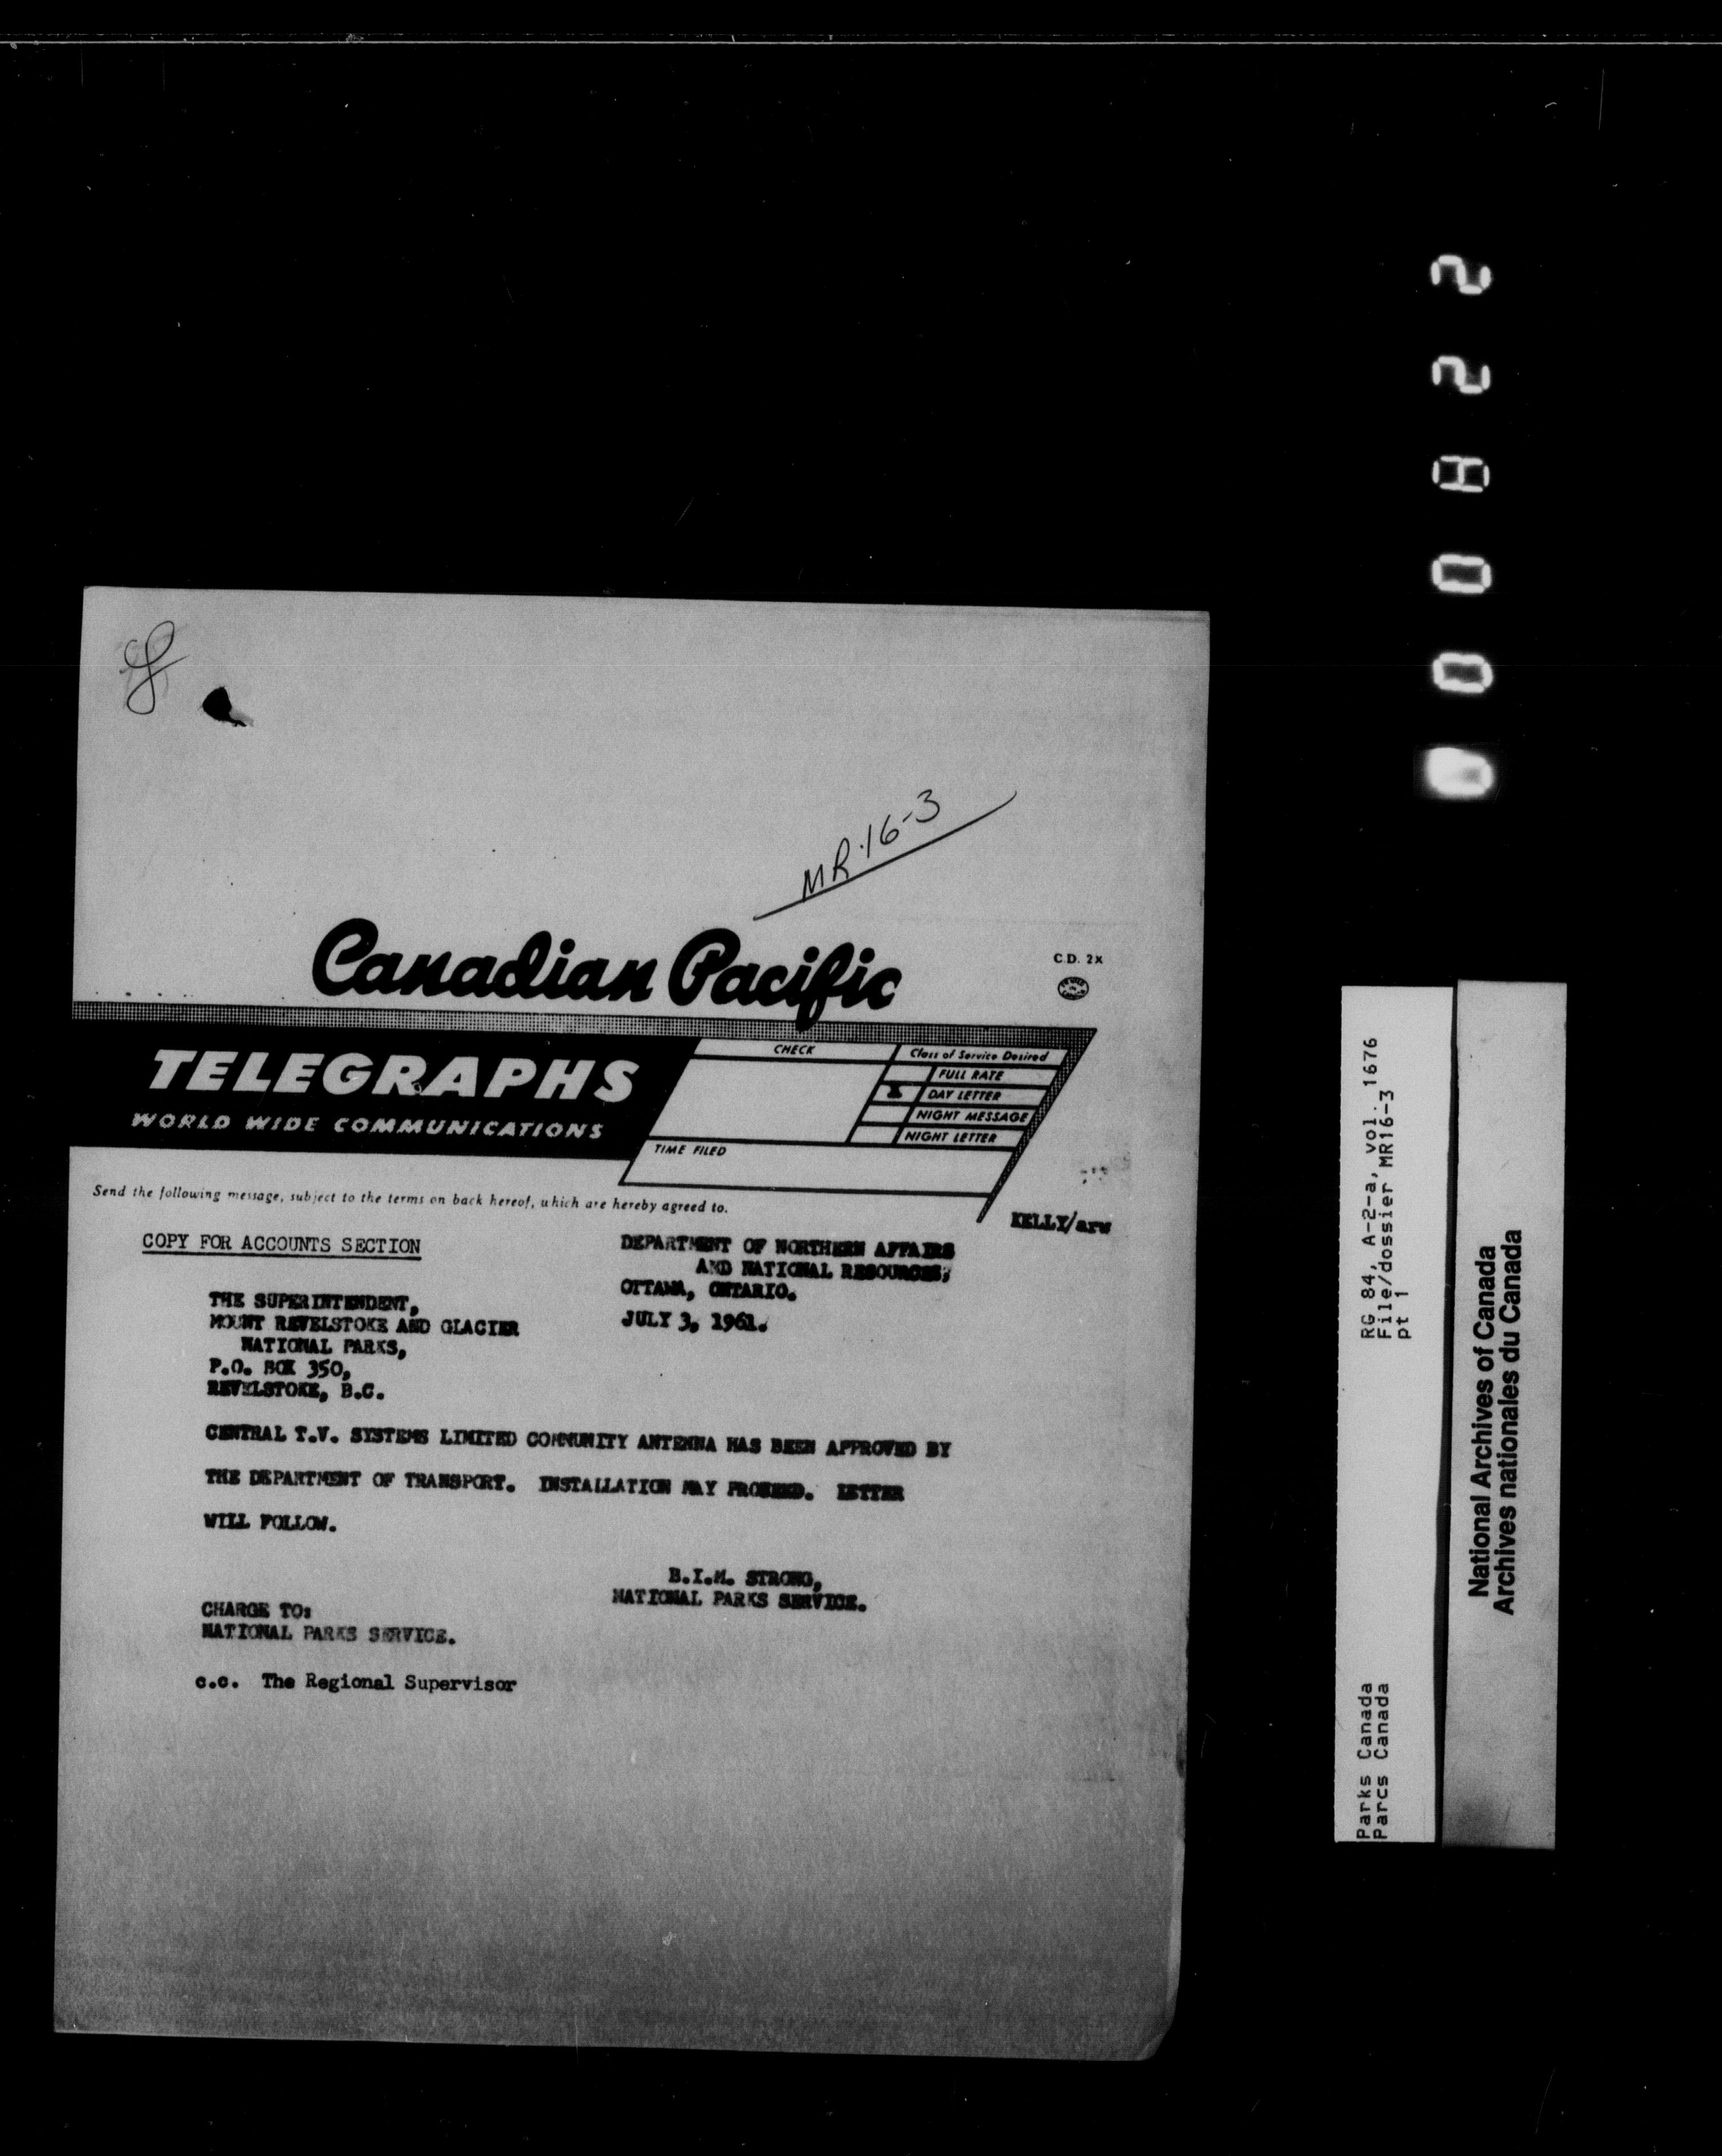 MR·16-3
Canadian Pacific
C.D. 2X
TELEGRAPHS
WORLD WIDE COMMUNICATIONS
CHECK
Class of Service Desired
FULL RATE
X DAY LETTER
NIGHT MESSAGE
NIGHT LETTER
TIME FILED
Send the following message, subject to the terms on back hereof, which are hereby agreed to.
KELLY/arw
COPY FOR ACCOUNTS SECTION
DEPARTMENT OF NORTHERN AFFAIRS
AND NATIONAL RESOURCES,
OTTAWA, ONTARIO.
JULY 3, 1961.
THE SUPERINTENDENT,
MOUNT REVELSTOKE AND GLACIER
NATIONAL PARKS,
P.O. BOX 350,
REVELSTOKE, B.C.
CENTRAL T.V. SYSTEMS LIMITED COMMUNITY ANTENNA HAS BEEN APPROVED BY
THE DEPARTMENT OF TRANSPORT. INSTALLATION MAY PROCEED. LETTER
WILL FOLLOW.
B.I.M. STRONG,
NATIONAL PARKS SERVICE.
CHARGE TO:
NATIONAL PARKS SERVICE.
c.c. The Regional Supervisor
Parks Canada
Parcs Canada
RG 84, A-2-a, vol. 1676
File/dossier MR16-3
pt 1
National Archives of Canada
Archives nationales du Canada